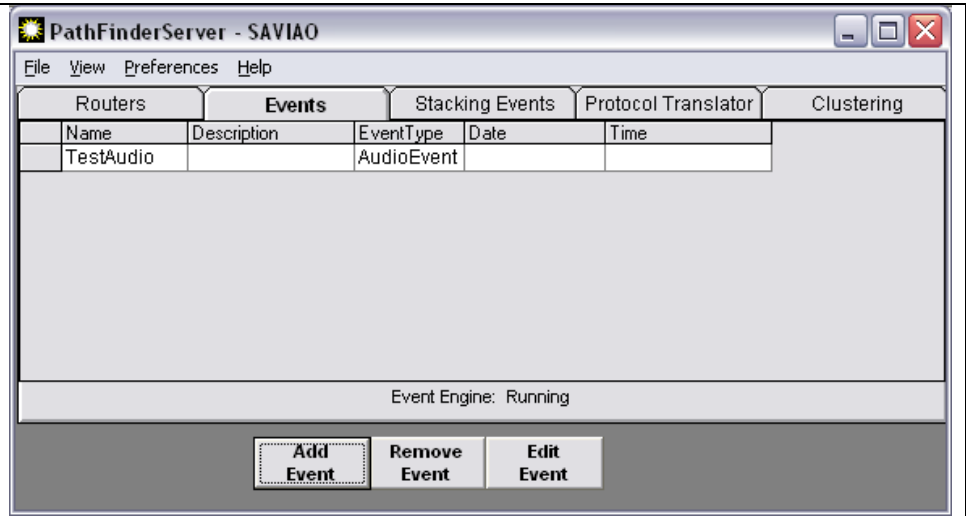 PathFinderServer - SAVIAO
File View Preferences Help
Routers Events Stacking Events Protocol Translator Clustering
Name Description EventType Date Time
TestAudio AudioEvent
Event Engine: Running
Add Event Remove Event Edit Event